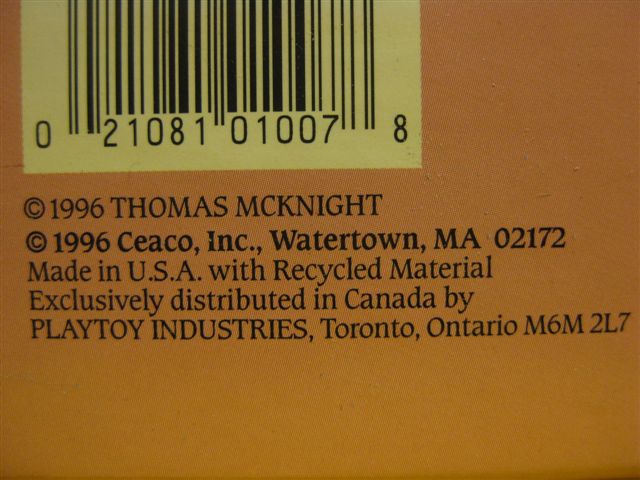 0 21081 01007 8
© 1996 THOMAS MCKNIGHT
© 1996 Ceaco, Inc., Watertown, MA 02172
Made in U.S.A. with Recycled Material
Exclusively distributed in Canada by
PLAYTOY INDUSTRIES, Toronto, Ontario M6M 2L7